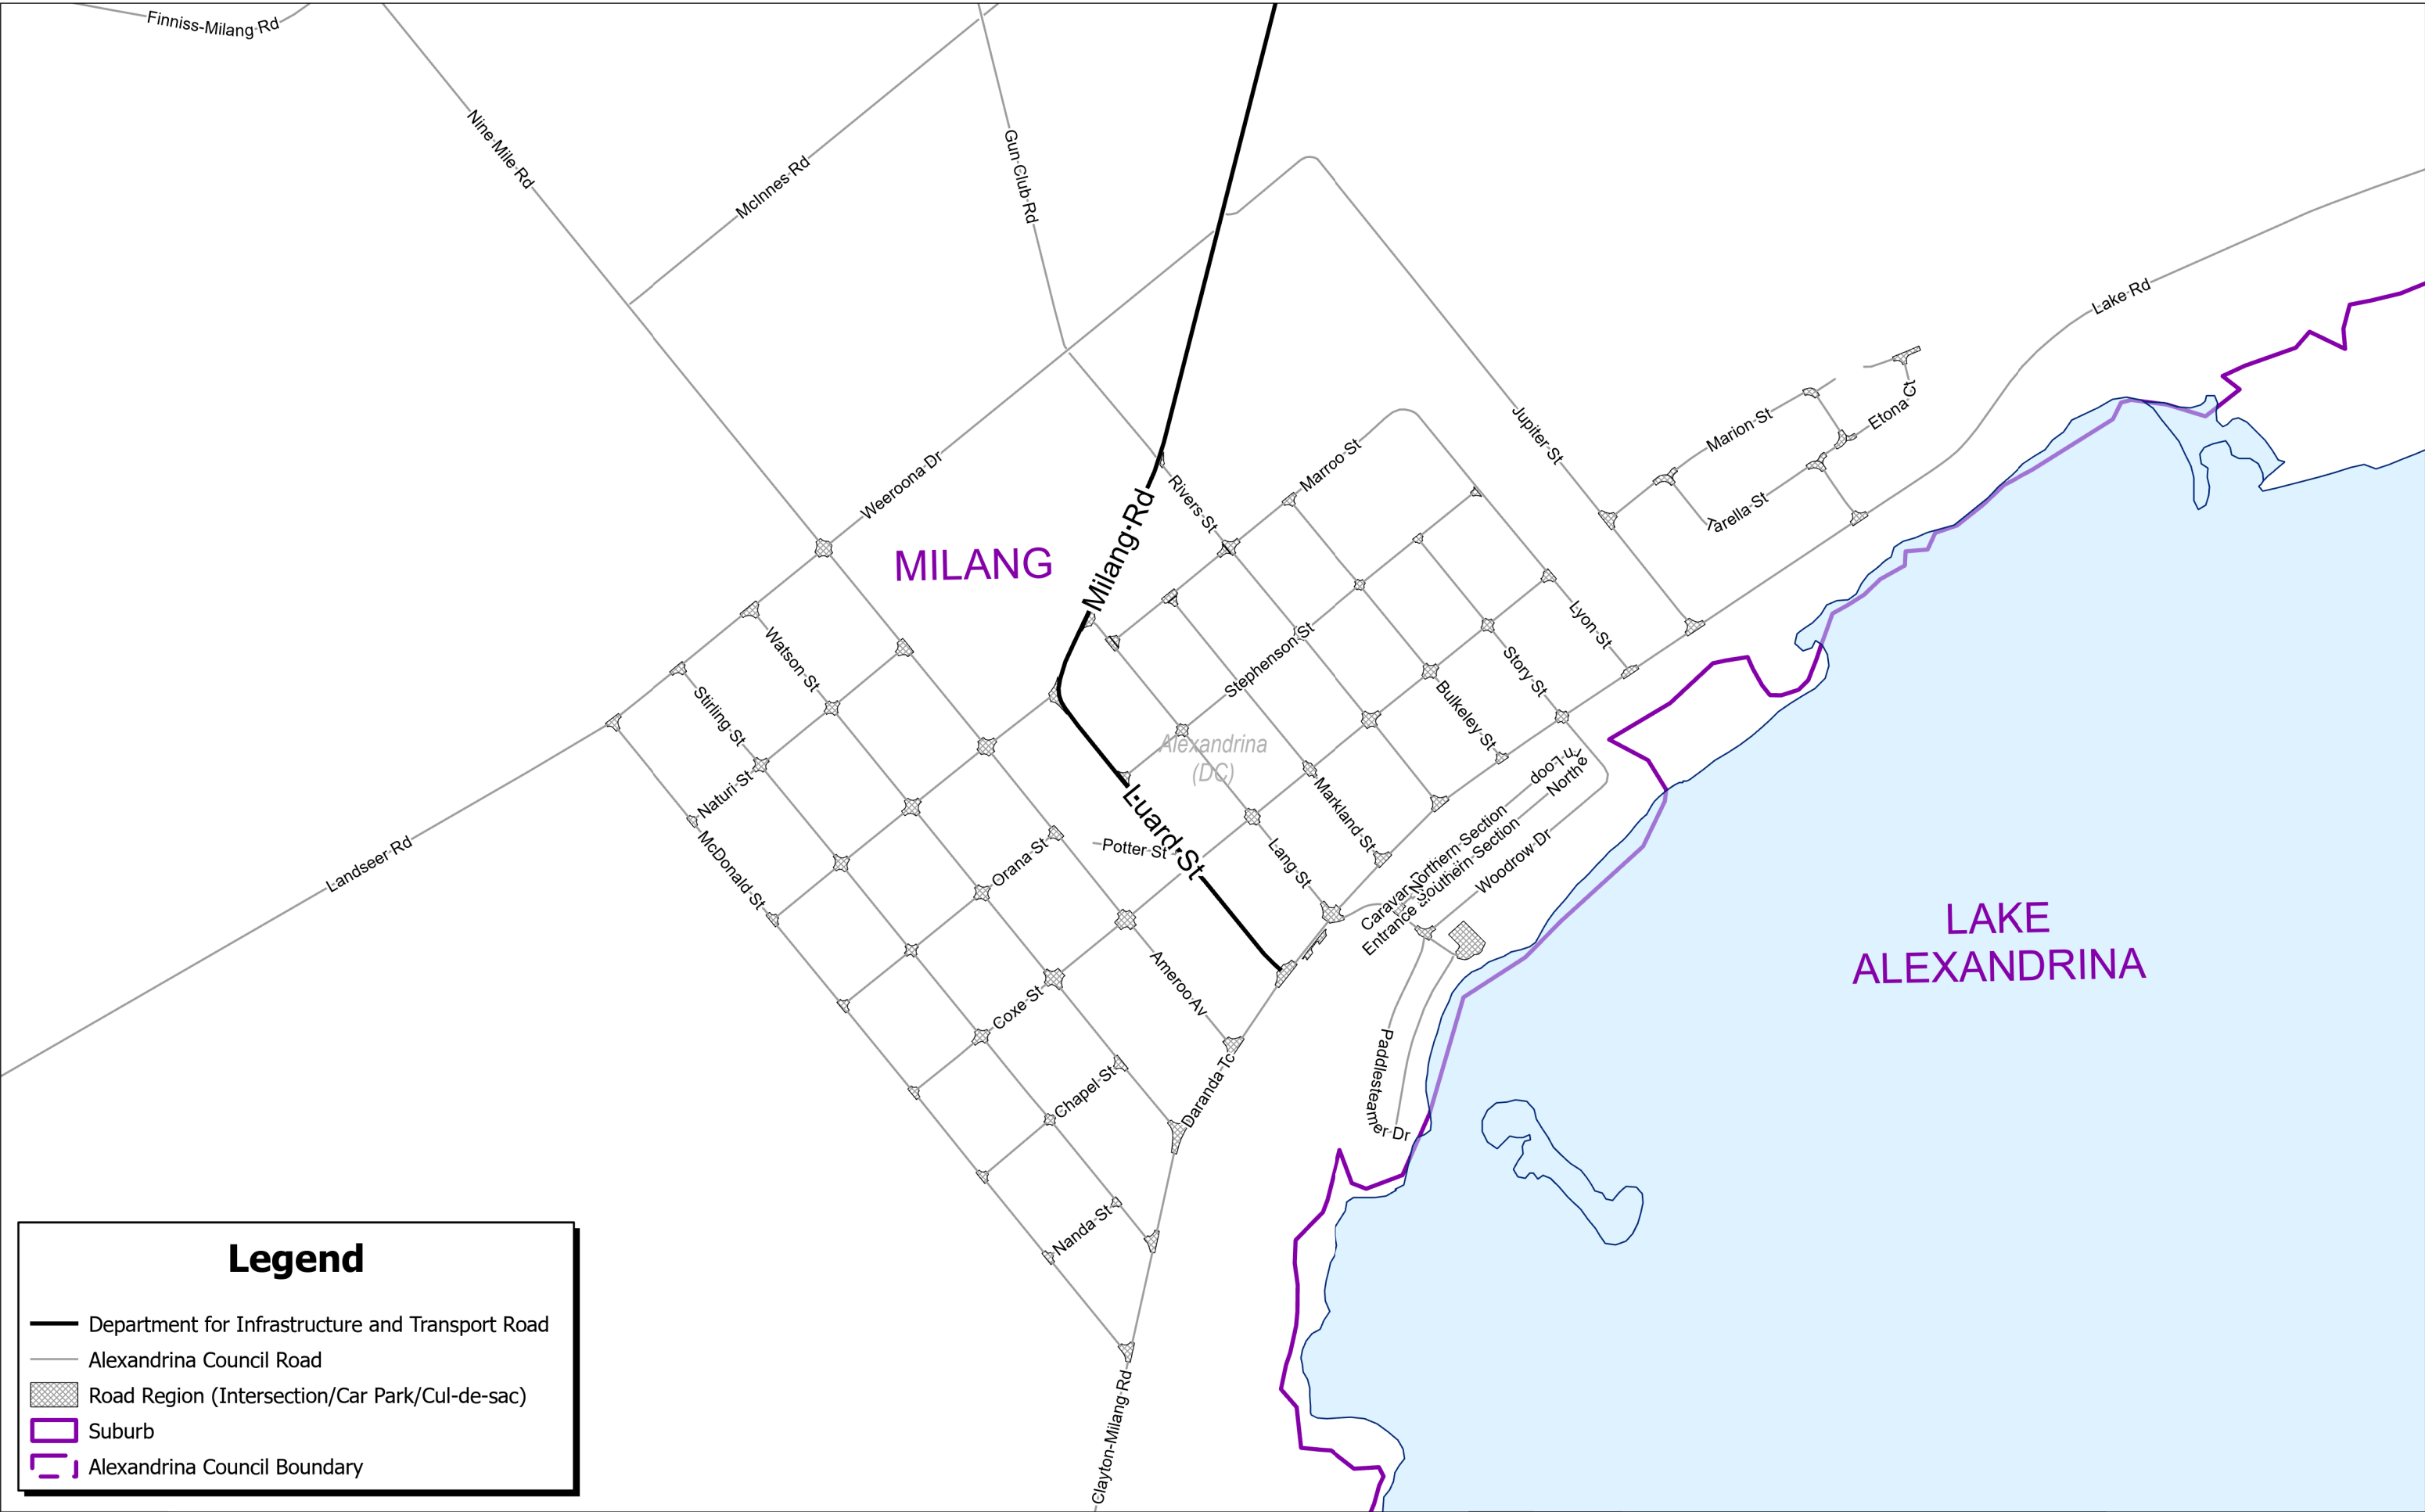 Finniss-Milang Rd
Nine Mile Rd
McInnes Rd
Gun Club Rd
Lake Rd
Jupiter St
Marion St
Etona Ct
Tarella St
Weeroona Dr
Marroo St
Rivers St
Milang Rd
MILANG
Lyon St
Watson St
Stephenson St
Story St
Stirling St
Bulkeley St
Alexandrina
(DC)
Naturi St
Markland St
Luard St
Potter St
Lang St
Landseer Rd
McDonald St
Orana St
Northern Section
Southern Section
Loop
Northe
Caravan
Entrance
Woodrow Dr
LAKE
ALEXANDRINA
Ameroo Av
Coxe St
Chapel St
Daranda Tc
Paddlesteamer Dr
Nanda St
Clayton-Milang Rd
Legend
Department for Infrastructure and Transport Road
Alexandrina Council Road
Road Region (Intersection/Car Park/Cul-de-sac)
Suburb
Alexandrina Council Boundary